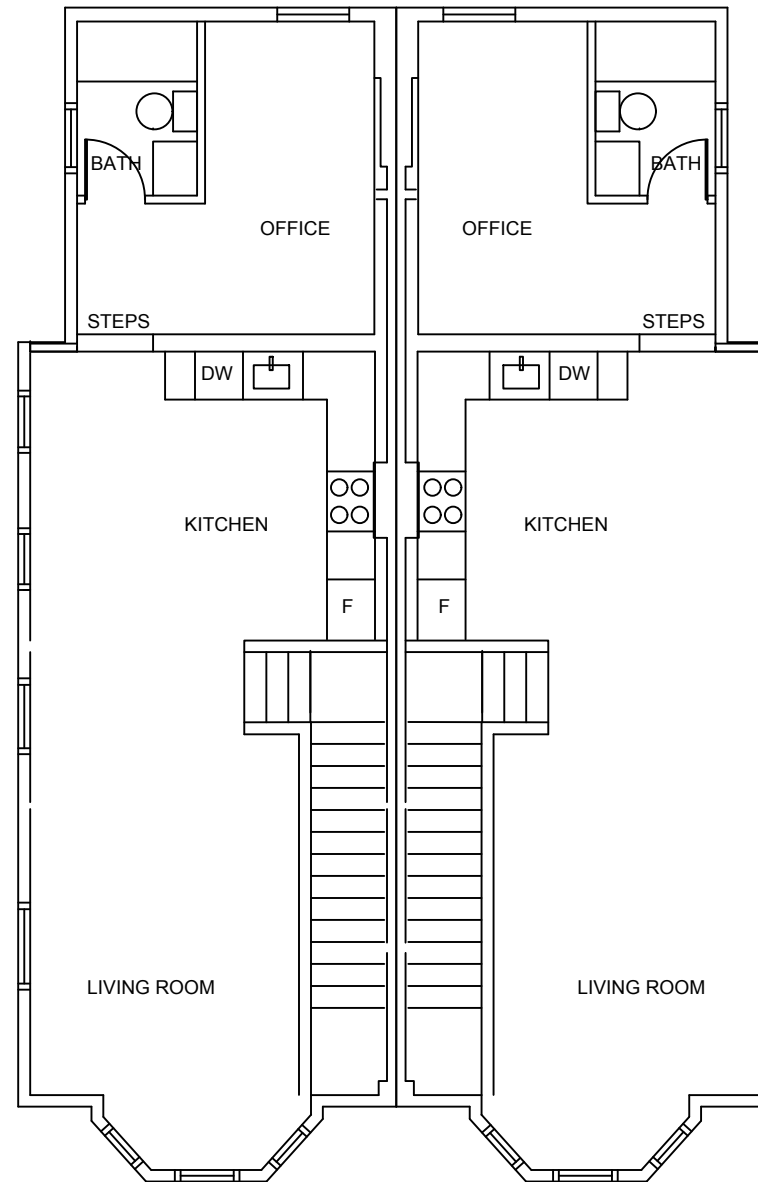 BATH
BATH
OFFICE
OFFICE
STEPS
STEPS
DW
DW
KITCHEN
KITCHEN
F
F
LIVING ROOM
LIVING ROOM